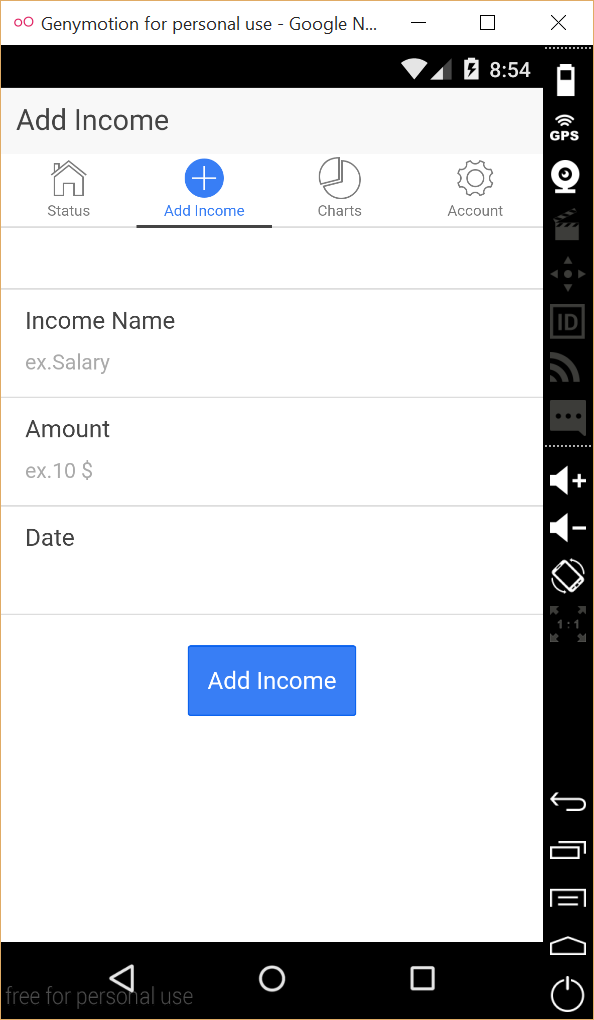 Genymotion for personal use - Google N...
8:54
GPS
Add Income
Status
Add Income
Charts
Account
ID
Income Name
ex.Salary
Amount
ex.10 $
Date
1:1
Add Income
free for personal use